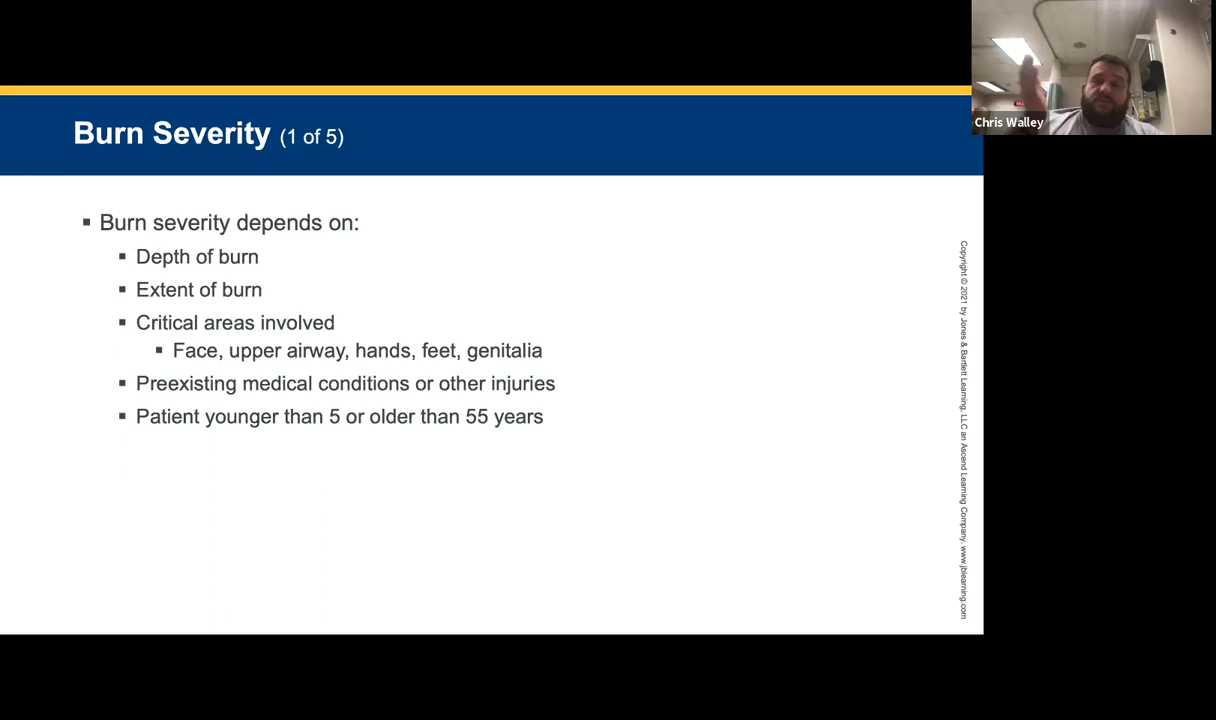 Burn Severity (1 of 5)
▪ Burn severity depends on:
▪ Depth of burn
▪ Extent of burn
▪ Critical areas involved
▪ Face, upper airway, hands, feet, genitalia
▪ Preexisting medical conditions or other injuries
▪ Patient younger than 5 or older than 55 years
Copyright © 2021 by Jones & Bartlett Learning, LLC an Ascend Learning Company. www.jblearning.com
Chris Walley